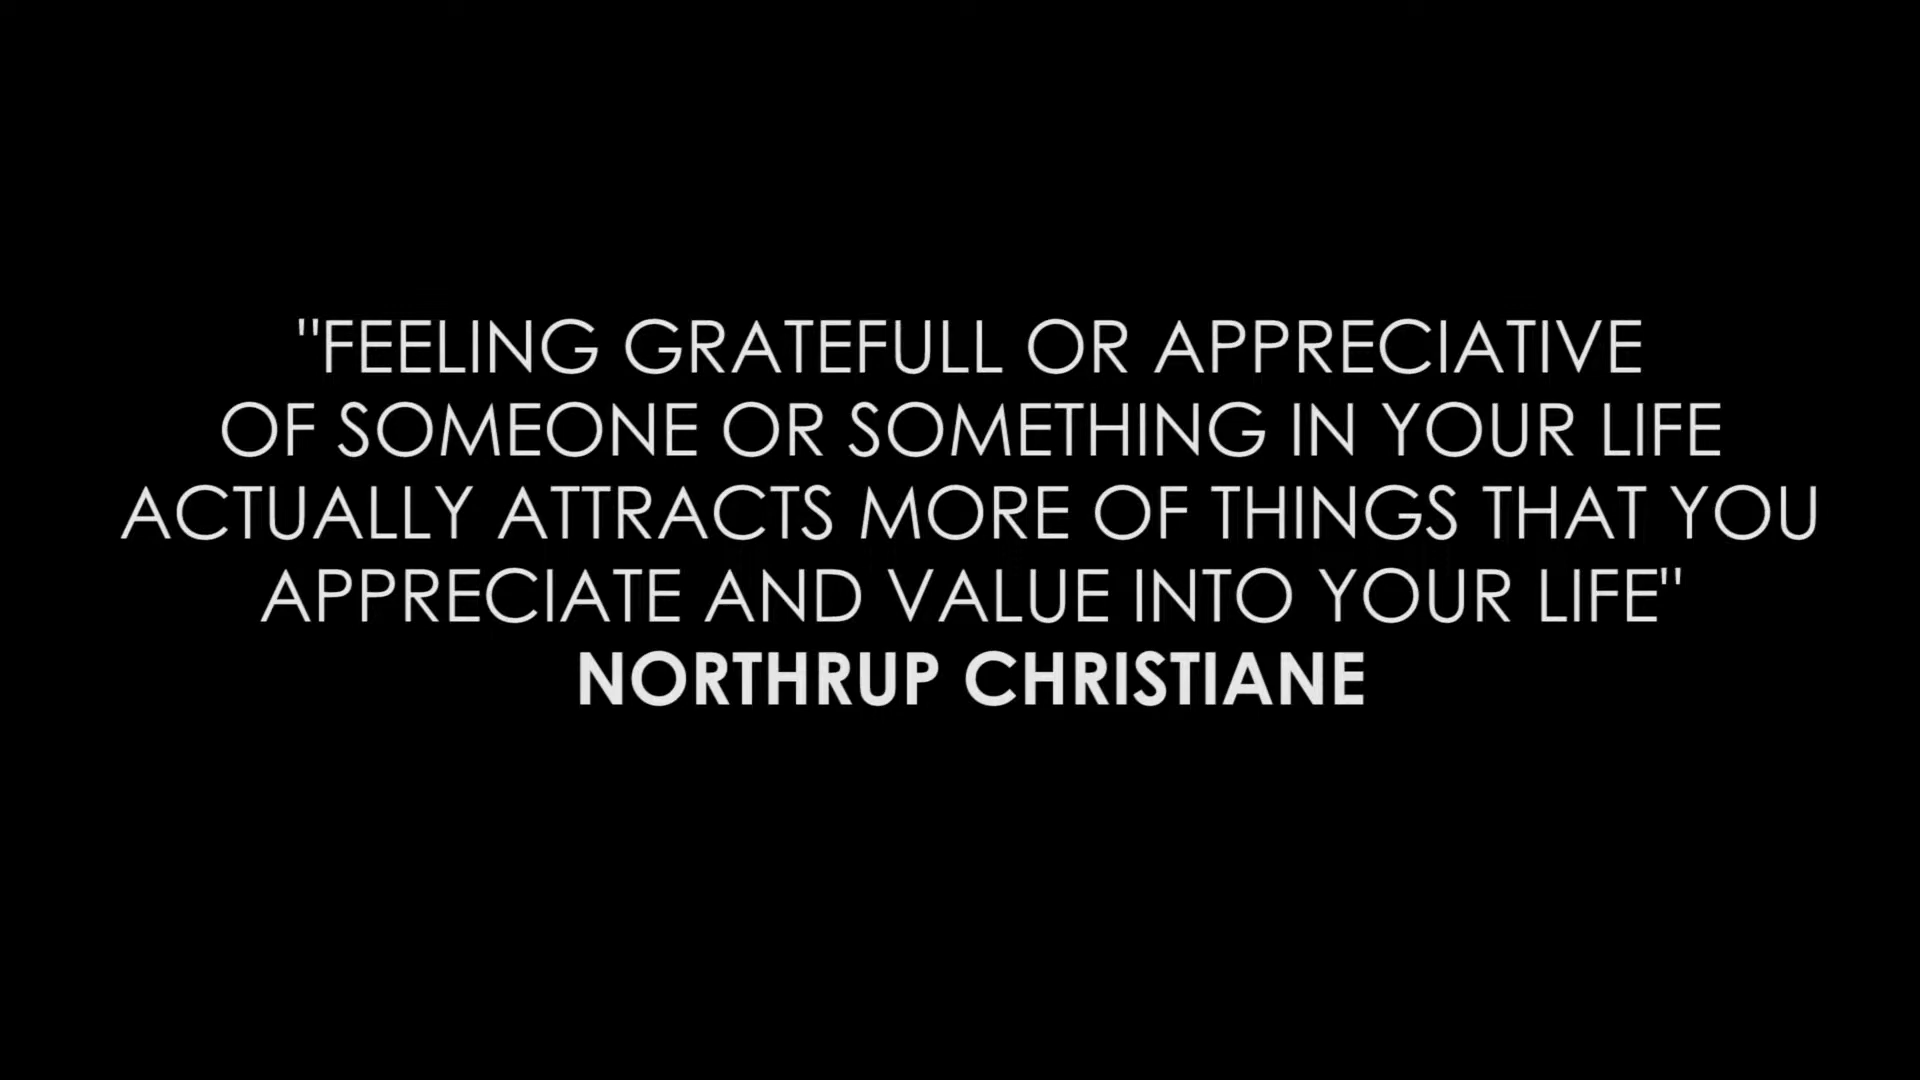 "FEELING GRATEFULL OR APPRECIATIVE
OF SOMEONE OR SOMETHING IN YOUR LIFE
ACTUALLY ATTRACTS MORE OF THINGS THAT YOU
APPRECIATE AND VALUE INTO YOUR LIFE"
NORTHRUP CHRISTIANE